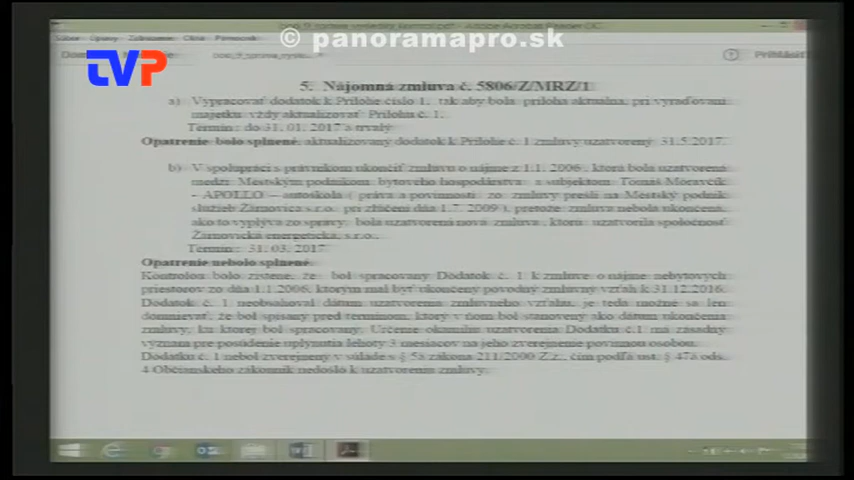 © panoramapro.sk
TVP
Súbor Úpravy Zobrazenie Okná Pomocník
5. Nájomná zmluva č. 5806/Z/MRZ/1
a) Vypracovať dodatok k Prílohe číslo 1, tak aby bola príloha aktuálna, pri vyraďovaní
majetku vždy aktualizovať Prílohu č. 1.
Termín: do 31. 01. 2017 a trvalý
Opatrenie bolo splnené, aktualizovaný dodatok k Prílohe č. 1 zmluvy uzatvorený 31.5.2017.
b) V spolupráci s právnikom ukončiť zmluvu o nájme z 1.1. 2006, ktorá bola uzatvorená
medzi Mestským podnikom bytového hospodárstva a subjektom Tomáš Moravčík
- APOLLO – autoškola ( práva a povinnosti zo zmluvy prešli na Mestský podnik
služieb Žarnovica s.r.o. pri zlúčení dňa 1.7. 2009 ), pretože zmluva nebola ukončená,
ako to vyplýva zo správy, bola uzatvorená nová zmluva , ktorú uzatvorila spoločnosť
Žarnovická energetická, s.r.o..
Termín: 31. 03. 2017
Opatrenie nebolo splnené.
Kontrolou bolo zistené, že bol spracovaný Dodatok č. 1 k zmluve o nájme nebytových
priestorov zo dňa 1.1.2006, ktorým mal byť ukončený pôvodný zmluvný vzťah k 31.12.2016.
Dodatok č. 1 neobsahoval dátum uzatvorenia zmluvného vzťahu, je teda možné sa len
domnievať, že bol spísaný pred termínom, ktorý v ňom bol stanovený ako dátum ukončenia
zmluvy, ku ktorej bol spracovaný. Určenie okamihu uzatvorenia Dodatku č.1 má zásadný
význam pre posúdenie uplynutia lehoty 3 mesiacov na jeho zverejnenie povinnou osobou.
Dodatku č. 1 nebol zverejnený v súlade s § 5a zákona 211/2000 Z.z., čím podľa ust. § 47a ods.
4 Občianskeho zákonník nedošlo k uzatvoreniu zmluvy.